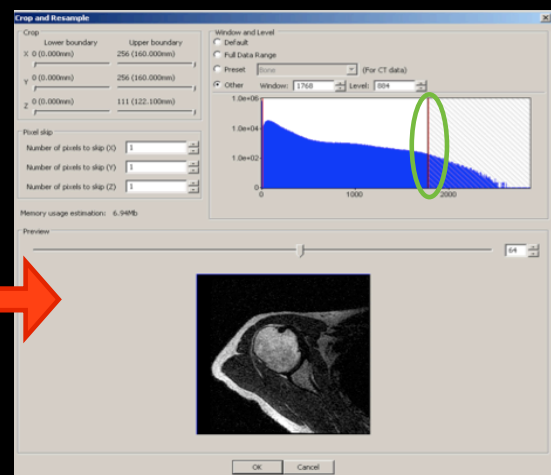 Crop and Resample
Crop
Lower boundary Upper boundary
X 0 (0.000mm) 256 (160.000mm)
Y 0 (0.000mm) 256 (160.000mm)
Z 0 (0.000mm) 111 (122.100mm)
Pixel skip
Number of pixels to skip (X) 1
Number of pixels to skip (Y) 1
Number of pixels to skip (Z) 1
Memory usage estimation: 6.94Mb
Window and Level
Default
Full Data Range
Preset Bone (For CT data)
Other Window: 1768 Level: 884
1.0e+06
1.0e+04
1.0e+02
0
0 1000 2000
Preview
64
OK Cancel